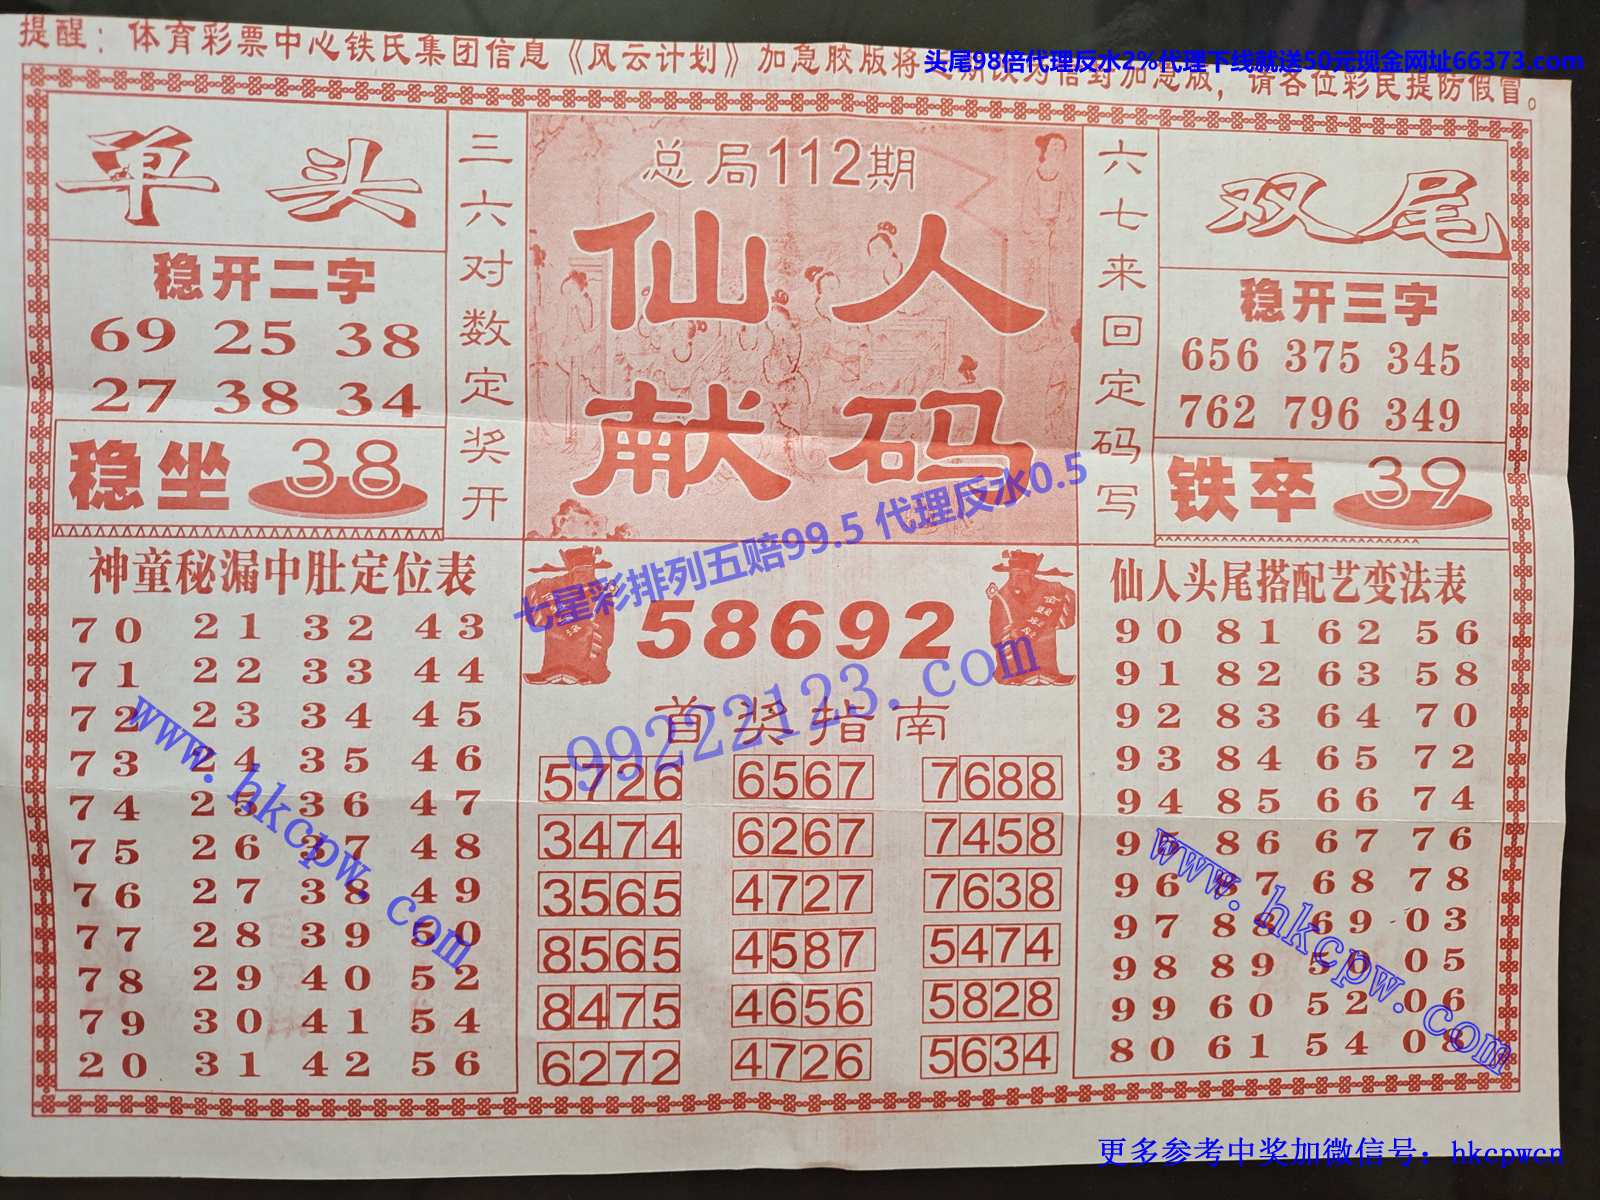 提醒：体育彩票中心铁氏集团信息《风云计划》加急胶版将
请各位彩民提防假冒。
头尾98倍代理反水2%代理下线就送50元现金网址66373.com
单头
稳开二字
69 25 38
27 38 34
稳坐 38
三六对数定奖开
总局112期
仙人
献码
六七来回定码写
双尾
稳开三字
656 375 345
762 796 349
铁卒 39
神童秘漏中肚定位表
70 21 32 43
71 22 33 44
72 23 34 45
73 24 35 46
74 25 36 47
75 26 37 48
76 27 38 49
77 28 39 50
78 29 40 52
79 30 41 54
20 31 42 56
七星彩排列五赔99.5 代理反水0.5
58692
99222123.com
首奖指南
5726 6567 7688
3474 6267 7458
3565 4727 7638
8565 4587 5474
8475 4656 5828
6272 4726 5634
仙人头尾搭配艺变法表
90 81 62 56
91 82 63 58
92 83 64 70
93 84 65 72
94 85 66 74
95 86 67 76
96 87 68 78
97 88 69 03
98 89 50 05
99 60 52 06
80 61 54 08
www.hkcpw.com
www.hkcpw.com
更多参考中奖加微信号：hkcpwcn